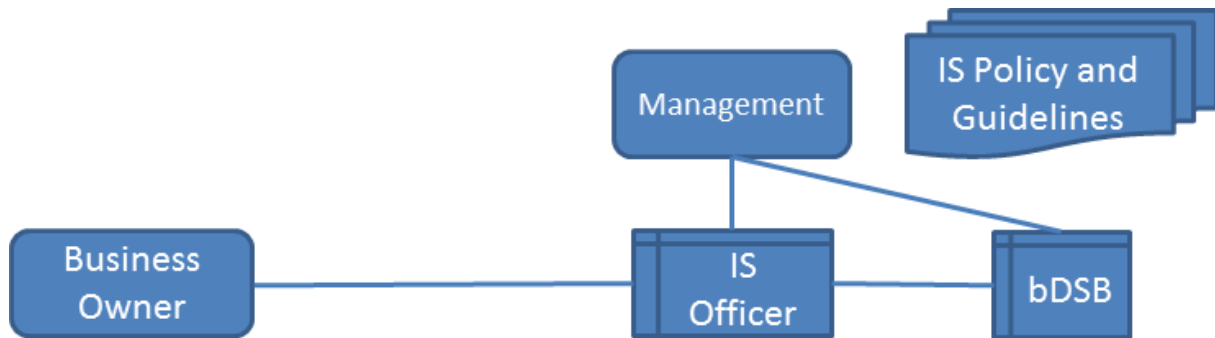 Management
IS Policy and
Guidelines
Business
Owner
IS
Officer
bDSB